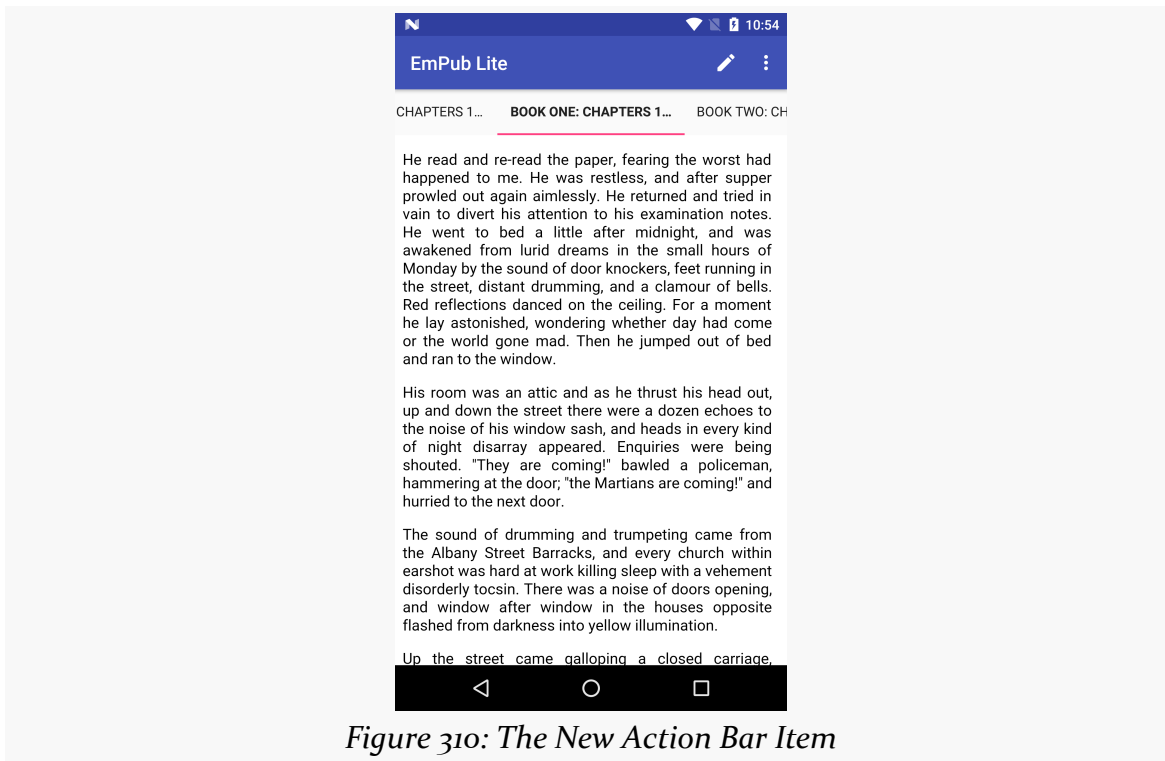 10:54
EmPub Lite
CHAPTERS 1…
BOOK ONE: CHAPTERS 1…
BOOK TWO: CH
He read and re-read the paper, fearing the worst had
happened to me. He was restless, and after supper
prowled out again aimlessly. He returned and tried in
vain to divert his attention to his examination notes.
He went to bed a little after midnight, and was
awakened from lurid dreams in the small hours of
Monday by the sound of door knockers, feet running in
the street, distant drumming, and a clamour of bells.
Red reflections danced on the ceiling. For a moment
he lay astonished, wondering whether day had come
or the world gone mad. Then he jumped out of bed
and ran to the window.
His room was an attic and as he thrust his head out,
up and down the street there were a dozen echoes to
the noise of his window sash, and heads in every kind
of night disarray appeared. Enquiries were being
shouted. "They are coming!" bawled a policeman,
hammering at the door; "the Martians are coming!" and
hurried to the next door.
The sound of drumming and trumpeting came from
the Albany Street Barracks, and every church within
earshot was hard at work killing sleep with a vehement
disorderly tocsin. There was a noise of doors opening,
and window after window in the houses opposite
flashed from darkness into yellow illumination.
Up the street came galloping a closed carriage,
Figure 310: The New Action Bar Item